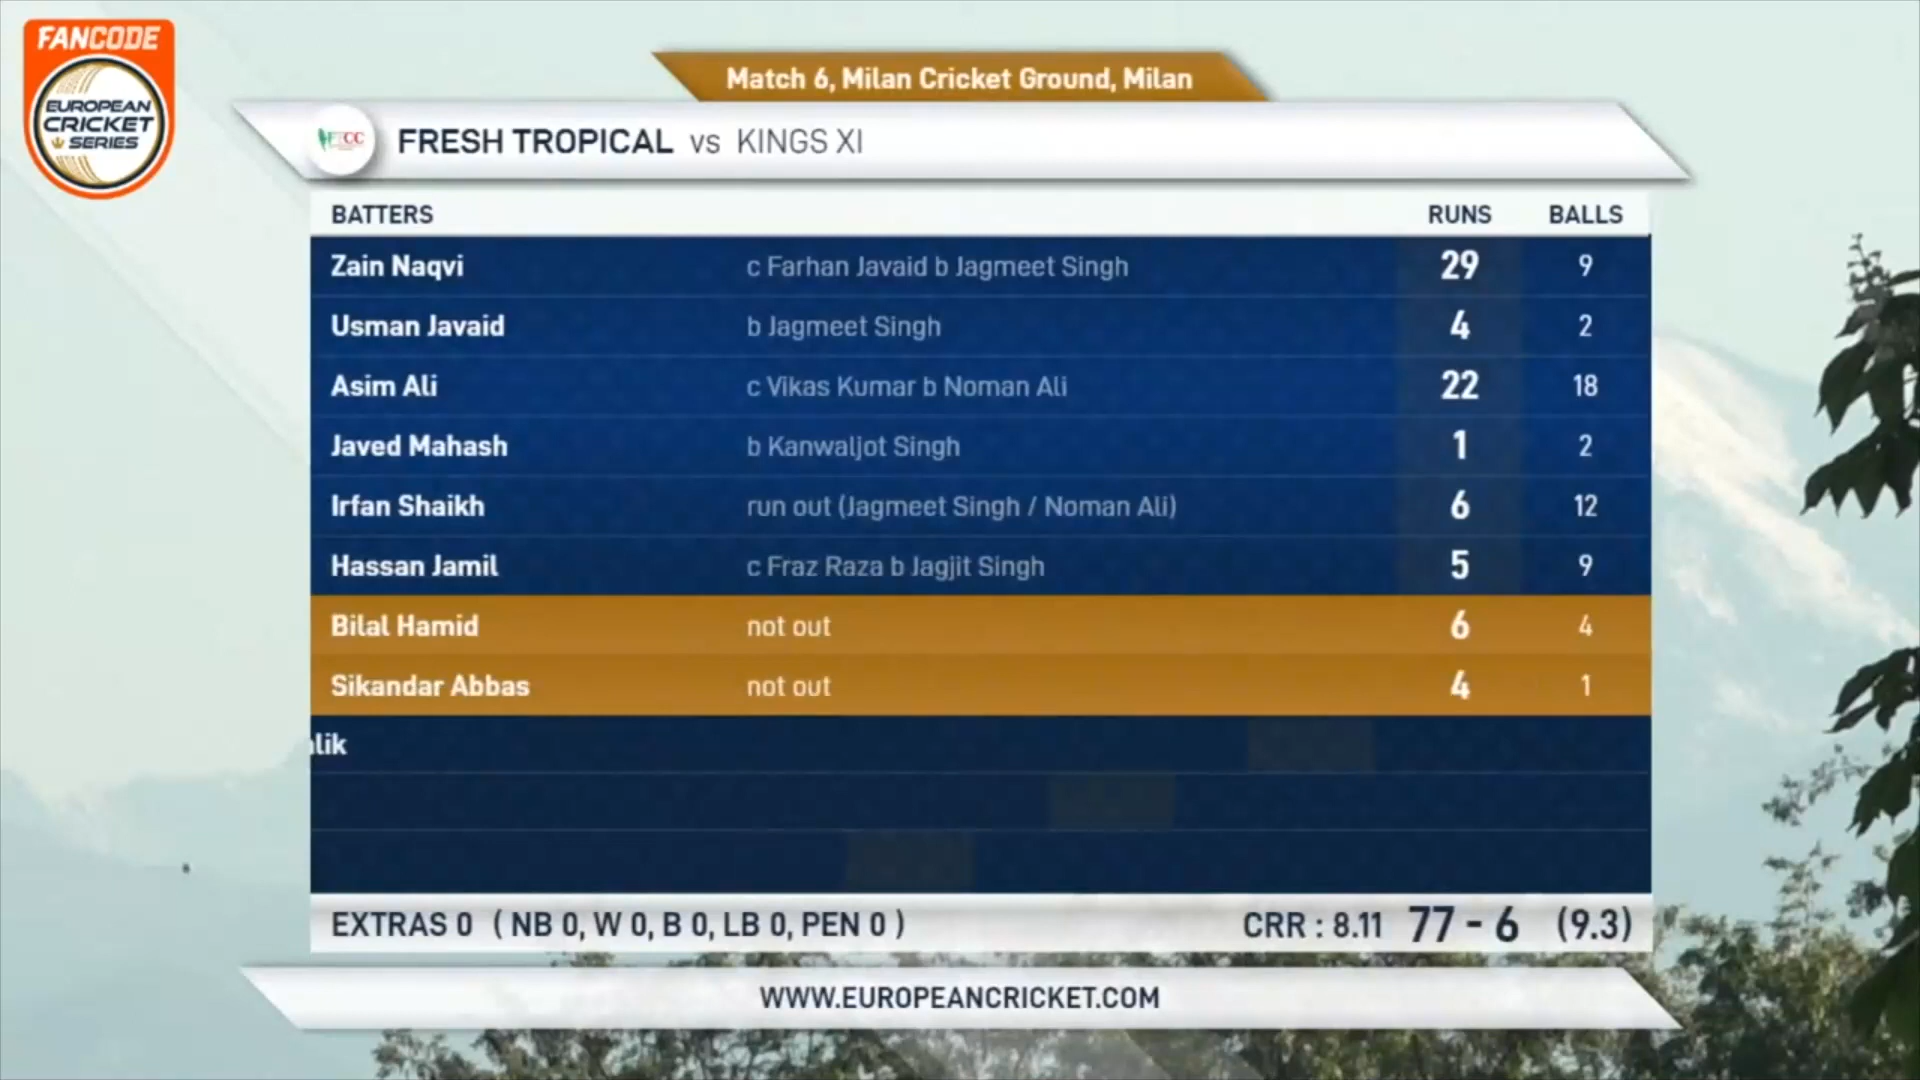 FANCODE
EUROPEAN
CRICKET
SERIES
Match 6, Milan Cricket Ground, Milan
FTCC FRESH TROPICAL vs KINGS XI
BATTERS RUNS BALLS
Zain Naqvi c Farhan Javaid b Jagmeet Singh 29 9
Usman Javaid b Jagmeet Singh 4 2
Asim Ali c Vikas Kumar b Noman Ali 22 18
Javed Mahash b Kanwaljot Singh 1 2
Irfan Shaikh run out (Jagmeet Singh / Noman Ali) 6 12
Hassan Jamil c Fraz Raza b Jagjit Singh 5 9
Bilal Hamid not out 6 4
Sikandar Abbas not out 4 1
lik
EXTRAS 0 ( NB 0, W 0, B 0, LB 0, PEN 0 ) CRR : 8.11 77 - 6 (9.3)
WWW.EUROPEANCRICKET.COM